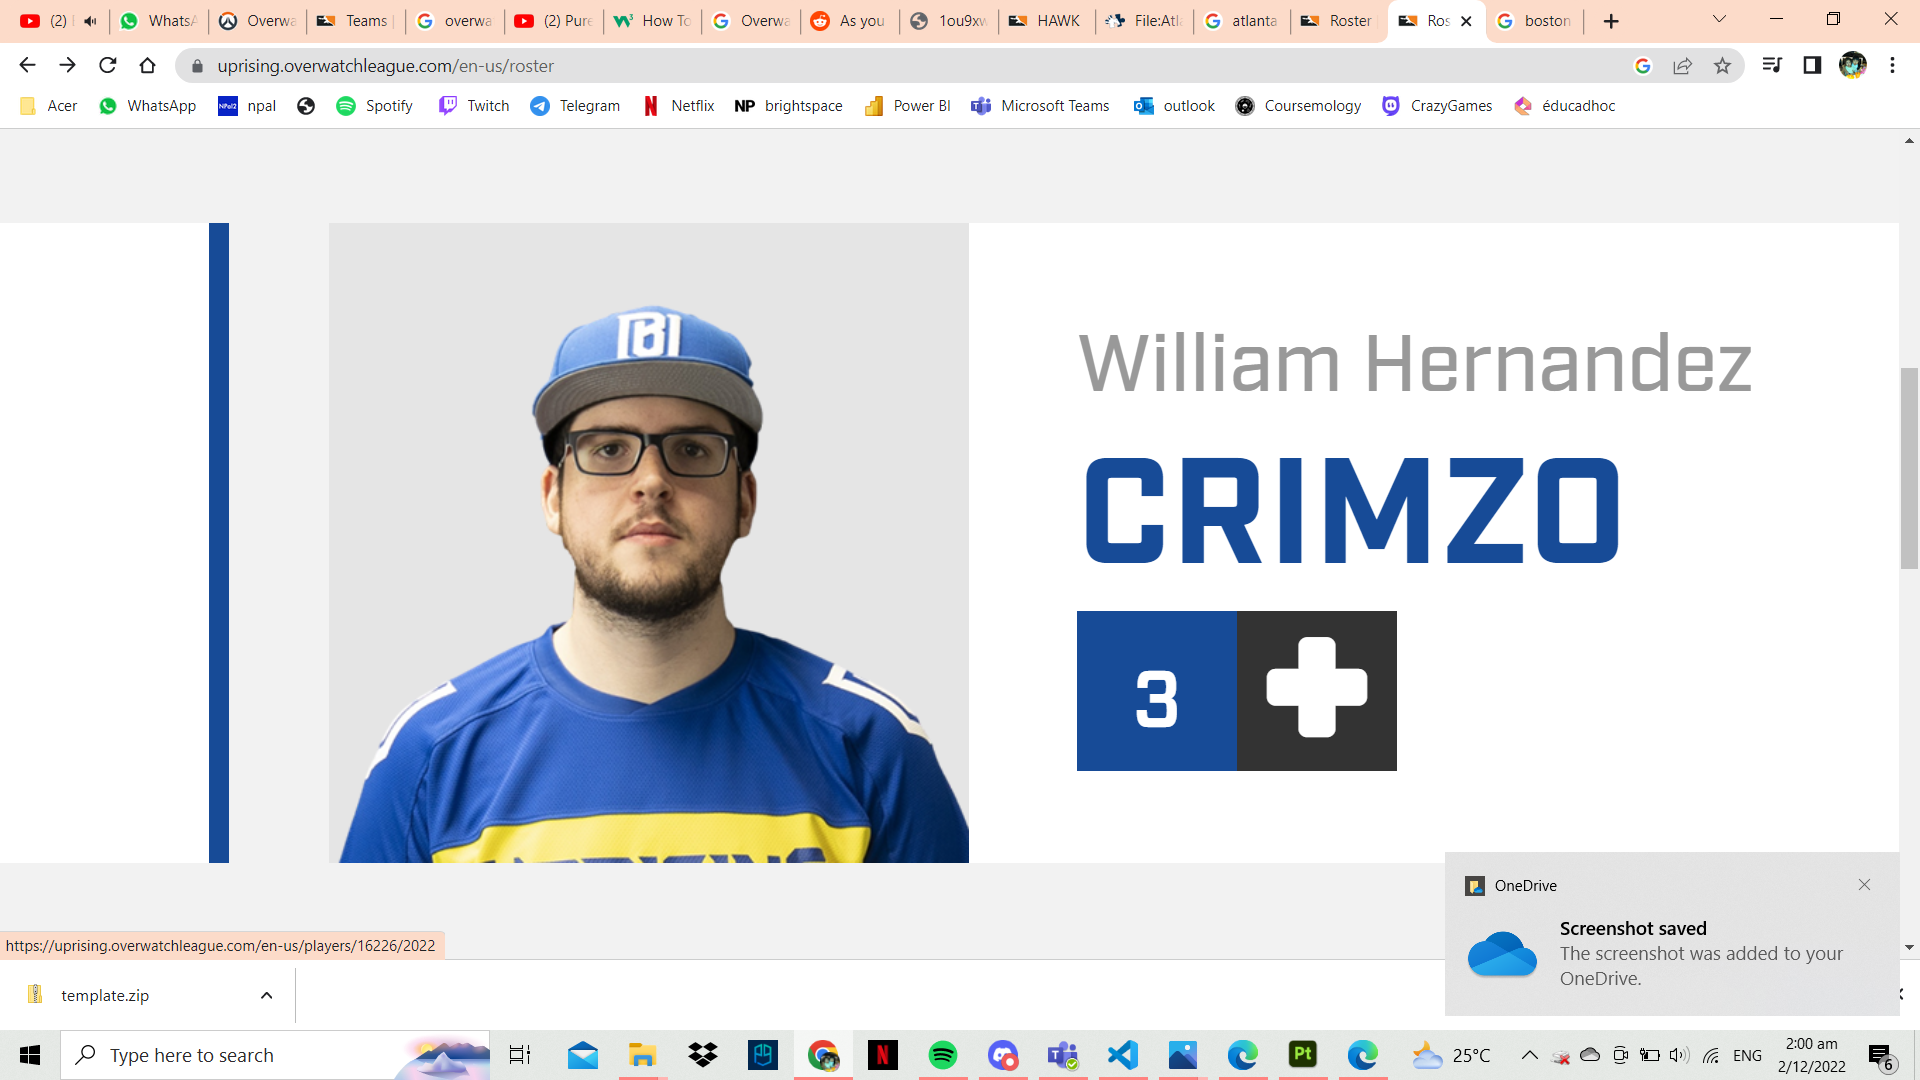 (2)
WhatsA
Overwa
Teams
overwa
(2) Pure
How To
Overwa
As you
1ou9xw
HAWK
File:Atl
atlanta
Roster
Ros
boston
uprising.overwatchleague.com/en-us/roster
Acer
WhatsApp
NPal2 npal
Spotify
Twitch
Telegram
Netflix
NP brightspace
Power BI
Microsoft Teams
outlook
Coursemology
CrazyGames
éducadhoc
William Hernandez
CRIMZO
3
OneDrive
Screenshot saved
The screenshot was added to your
OneDrive.
https://uprising.overwatchleague.com/en-us/players/16226/2022
template.zip
Type here to search
25°C
ENG
2:00 am
2/12/2022
6